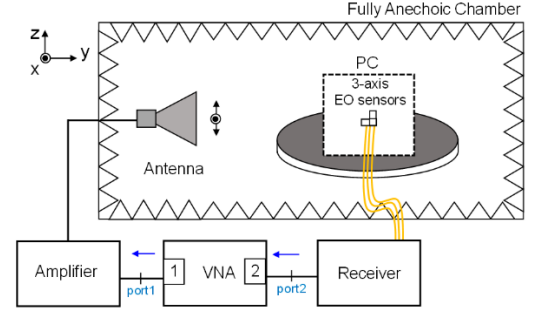 Fully Anechoic Chamber
z
y
x
PC
3-axis
EO sensors
Antenna
Amplifier
1
VNA
2
Receiver
port1
port2